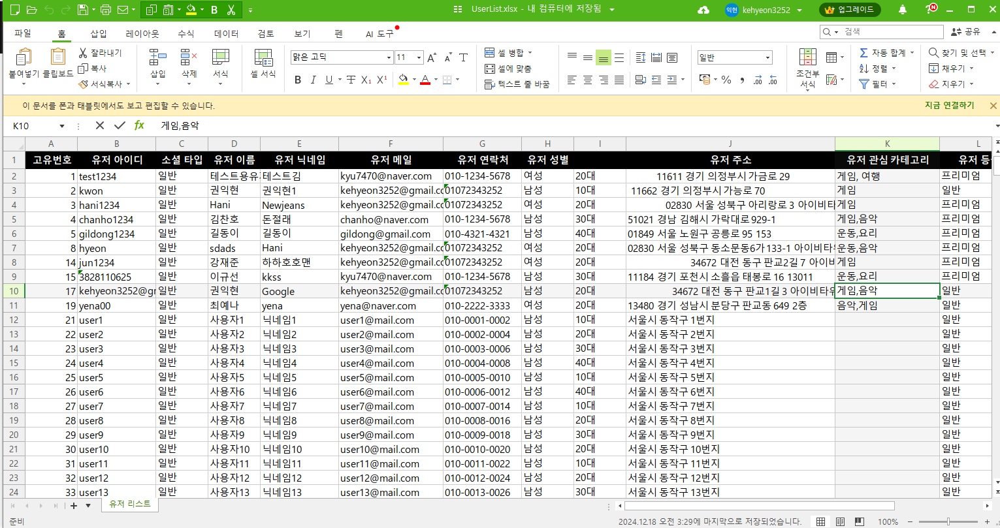 UserList.xlsx - 내 컴퓨터에 저장됨
익현 kehyeon3252 업그레이드
파일 홈 삽입 레이아웃 수식 데이터 검토 보기 펜 AI 도구 검색 공유
붙여넣기 클립보드 잘라내기 복사 서식복사 삽입 삭제 서식 셀 서식
맑은 고딕 11
셀 병합 셀에 맞춤 텍스트 줄 바꿈
일반
조건부 서식
자동 합계 정렬 필터
찾기 및 선택 채우기 지우기
이 문서를 폰과 태블릿에서도 보고 편집할 수 있습니다. 지금 연결하기
K10 fx 게임,음악
A B C D E F G H I J K L
1 고유번호 유저 아이디 소셜 타입 유저 이름 유저 닉네임 유저 메일 유저 연락처 유저 성별 유저 주소 유저 관심 카테고리 유저 등
2 1 test1234 일반 테스트용유 테스트김 kyu7470@naver.com 010-1234-5678 여성 20대 11611 경기 의정부시 가금로 29 게임, 여행 프리미엄
3 2 kwon 일반 권익현 권익현1 kehyeon3252@gmail.co 01072343252 남성 10대 11662 경기 의정부시 가능로 70 게임 일반
4 3 hani1234 일반 Hani Newjeans kehyeon3252@gmail.co 01072343252 여성 20대 02830 서울 성북구 아리랑로 3 아이비타 게임 프리미엄
5 4 chanho1234 일반 김찬호 돈절래 chanho@naver.com 010-1234-5678 남성 30대 51021 경남 김해시 가락대로 929-1 게임,음악 프리미엄
6 5 gildong1234 일반 길동이 길동이 gildong@gmail.com 010-4321-4321 남성 40대 01849 서울 노원구 공릉로 95 153 운동,요리 프리미엄
7 8 hyeon 일반 sdads Hani kehyeon3252@gmail.co 01072343252 여성 20대 02830 서울 성북구 동소문동6가 133-1 아이비타 운동,음악 프리미엄
8 14 jun1234 일반 강재준 하하호호맨 kehyeon3252@gmail.co 01072343252 여성 20대 34672 대전 동구 판교2길 7 아이비 게임 프리미엄
9 15 3828110625 일반 이규선 kkss kyu7470@naver.com 010-1234-5678 남성 30대 11184 경기 포천시 소흘읍 태봉로 16 13011 운동,요리 프리미엄
10 17 kehyeon3252@gm 일반 권익현 Google kehyeon3252@gmail.co 01072343252 남성 20대 34672 대전 동구 판교1길 3 아이비타워 게임,음악 일반
11 19 yena00 일반 최예나 yena yena@naver.com 010-2222-3333 여성 20대 13480 경기 성남시 분당구 판교동 649 2층 음악,게임 일반
12 21 user1 일반 사용자1 닉네임1 user1@mail.com 010-0001-0002 남성 10대 서울시 동작구 1번지 일반
13 22 user2 일반 사용자2 닉네임2 user2@mail.com 010-0002-0004 남성 20대 서울시 동작구 2번지 일반
14 23 user3 일반 사용자3 닉네임3 user3@mail.com 010-0003-0006 남성 30대 서울시 동작구 3번지 일반
15 24 user4 일반 사용자4 닉네임4 user4@mail.com 010-0004-0008 남성 40대 서울시 동작구 4번지 일반
16 25 user5 일반 사용자5 닉네임5 user5@mail.com 010-0005-0010 남성 10대 서울시 동작구 5번지 일반
17 26 user6 일반 사용자6 닉네임6 user6@mail.com 010-0006-0012 남성 40대 서울시 동작구 6번지 일반
18 27 user7 일반 사용자7 닉네임7 user7@mail.com 010-0007-0014 남성 10대 서울시 동작구 7번지 일반
19 28 user8 일반 사용자8 닉네임8 user8@mail.com 010-0008-0016 남성 20대 서울시 동작구 8번지 일반
20 29 user9 일반 사용자9 닉네임9 user9@mail.com 010-0009-0018 남성 30대 서울시 동작구 9번지 일반
21 30 user10 일반 사용자10 닉네임10 user10@mail.com 010-0010-0020 남성 20대 서울시 동작구 10번지 일반
22 31 user11 일반 사용자11 닉네임11 user11@mail.com 010-0011-0022 남성 10대 서울시 동작구 11번지 일반
23 32 user12 일반 사용자12 닉네임12 user12@mail.com 010-0012-0024 남성 20대 서울시 동작구 12번지 일반
24 33 user13 일반 사용자13 닉네임13 user13@mail.com 010-0013-0026 남성 30대 서울시 동작구 13번지 일반
유저 리스트
준비 2024.12.18 오전 3:29에 마지막으로 저장되었습니다. 100%